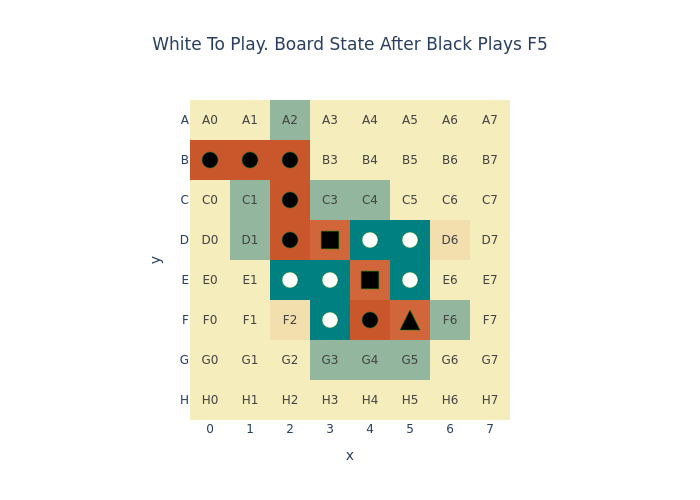 White To Play. Board State After Black Plays F5
A A0 A1 A2 A3 A4 A5 A6 A7
B B3 B4 B5 B6 B7
C C0 C1 C3 C4 C5 C6 C7
D D0 D1 D6 D7
E E0 E1 E6 E7
F F0 F1 F2 F6 F7
G G0 G1 G2 G3 G4 G5 G6 G7
H H0 H1 H2 H3 H4 H5 H6 H7
0 1 2 3 4 5 6 7
x
y